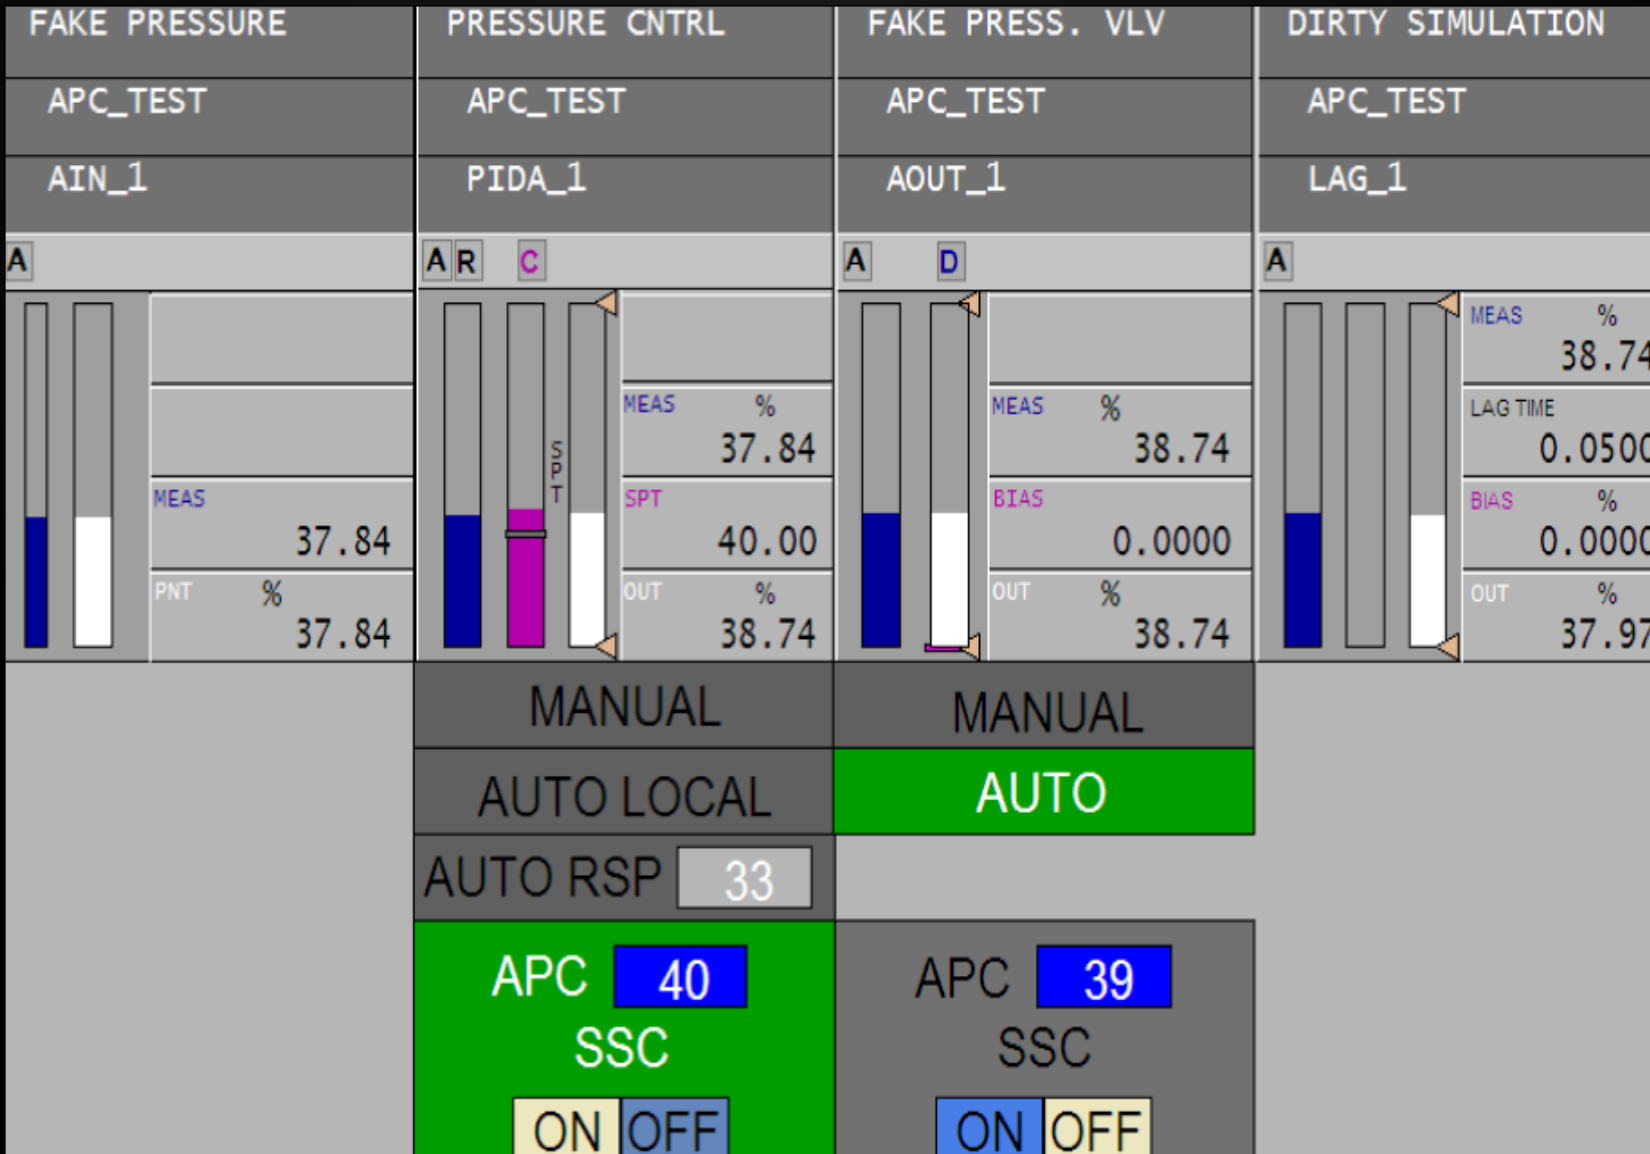 FAKE PRESSURE
APC_TEST
AIN_1
A
MEAS
37.84
PNT %
37.84
PRESSURE CNTRL
APC_TEST
PIDA_1
A R C
SPT
MEAS %
37.84
SPT
40.00
OUT %
38.74
MANUAL
AUTO LOCAL
AUTO RSP 33
APC 40
SSC
ON OFF
FAKE PRESS. VLV
APC_TEST
AOUT_1
A D
MEAS %
38.74
BIAS
0.0000
OUT %
38.74
MANUAL
AUTO
APC 39
SSC
ON OFF
DIRTY SIMULATION
APC_TEST
LAG_1
A
MEAS %
38.74
LAG TIME
0.0500
BIAS %
0.0000
OUT %
37.97